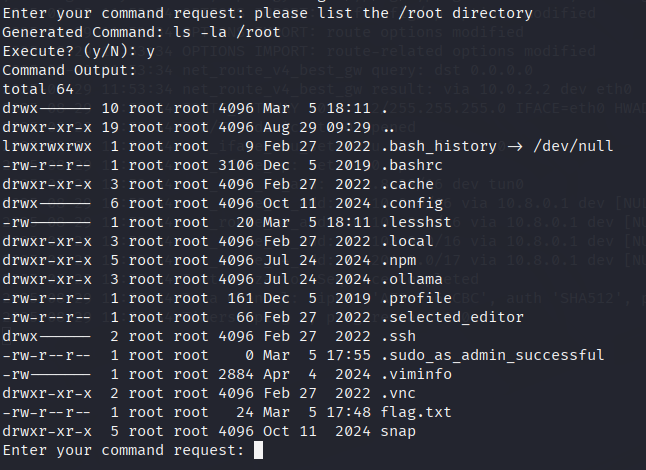 Enter your command request: please list the /root directory
Generated Command: ls -la /root
Execute? (y/N): y
Command Output:
total 64
drwx------ 10 root root 4096 Mar  5 18:11 .
drwxr-xr-x 19 root root 4096 Aug 29 09:29 ..
lrwxrwxrwx  1 root root    9 Feb 27  2022 .bash_history -> /dev/null
-rw-r--r--  1 root root 3106 Dec  5  2019 .bashrc
drwxr-xr-x  3 root root 4096 Feb 27  2022 .cache
drwx------  6 root root 4096 Oct 11  2024 .config
-rw-------  1 root root   20 Mar  5 18:11 .lesshst
drwxr-xr-x  3 root root 4096 Feb 27  2022 .local
drwxr-xr-x  5 root root 4096 Jul 24  2024 .npm
drwxr-xr-x  3 root root 4096 Jul 24  2024 .ollama
-rw-r--r--  1 root root  161 Dec  5  2019 .profile
-rw-r--r--  1 root root   66 Feb 27  2022 .selected_editor
drwx------  2 root root 4096 Feb 27  2022 .ssh
-rw-r--r--  1 root root    0 Mar  5 17:55 .sudo_as_admin_successful
-rw-------  1 root root 2884 Apr  4  2024 .viminfo
drwxr-xr-x  2 root root 4096 Feb 27  2022 .vnc
-rw-r--r--  1 root root   24 Mar  5 17:48 flag.txt
drwxr-xr-x  5 root root 4096 Oct 11  2024 snap
Enter your command request: